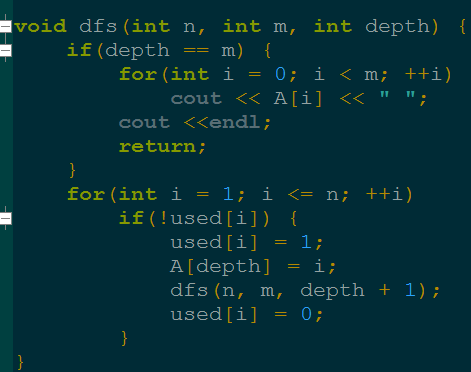 void dfs(int n, int m, int depth) {
    if(depth == m) {
        for(int i = 0; i < m; ++i)
            cout << A[i] << " ";
        cout <<endl;
        return;
    }
    for(int i = 1; i <= n; ++i)
        if(!used[i]) {
            used[i] = 1;
            A[depth] = i;
            dfs(n, m, depth + 1);
            used[i] = 0;
        }
}